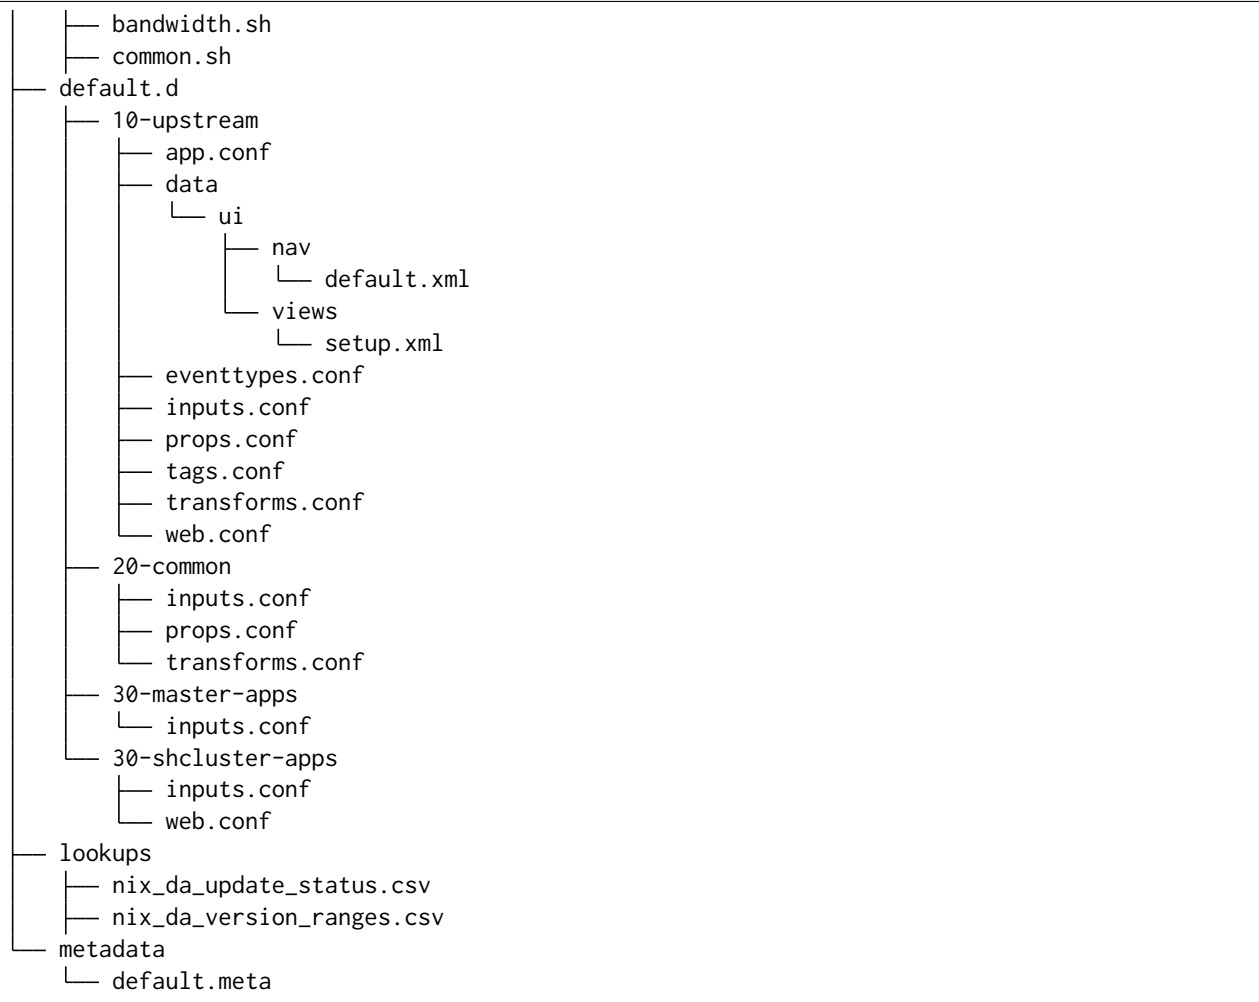 │   ├── bandwidth.sh
│   ├── common.sh
├── default.d
│   ├── 10-upstream
│   │   ├── app.conf
│   │   ├── data
│   │   │   └── ui
│   │   │       ├── nav
│   │   │       │   └── default.xml
│   │   │       └── views
│   │   │           └── setup.xml
│   │   ├── eventtypes.conf
│   │   ├── inputs.conf
│   │   ├── props.conf
│   │   ├── tags.conf
│   │   ├── transforms.conf
│   │   └── web.conf
│   ├── 20-common
│   │   ├── inputs.conf
│   │   ├── props.conf
│   │   └── transforms.conf
│   ├── 30-master-apps
│   │   └── inputs.conf
│   └── 30-shcluster-apps
│       ├── inputs.conf
│       └── web.conf
├── lookups
│   ├── nix_da_update_status.csv
│   ├── nix_da_version_ranges.csv
└── metadata
    └── default.meta